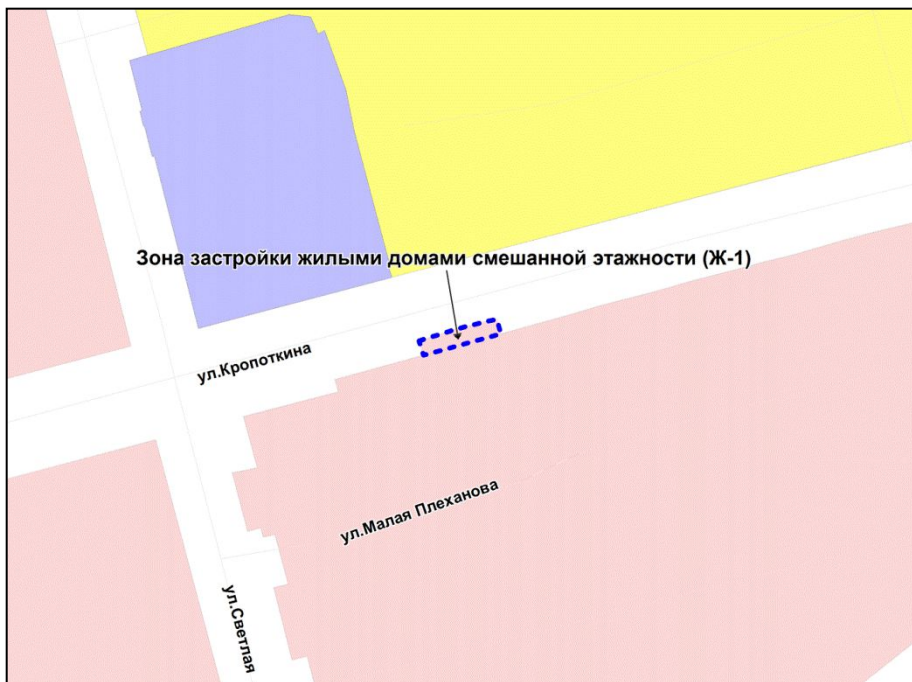 Зона застройки жилыми домами смешанной этажности (Ж-1)
ул.Кропоткина
ул.Малая Плеханова
ул.Светлая